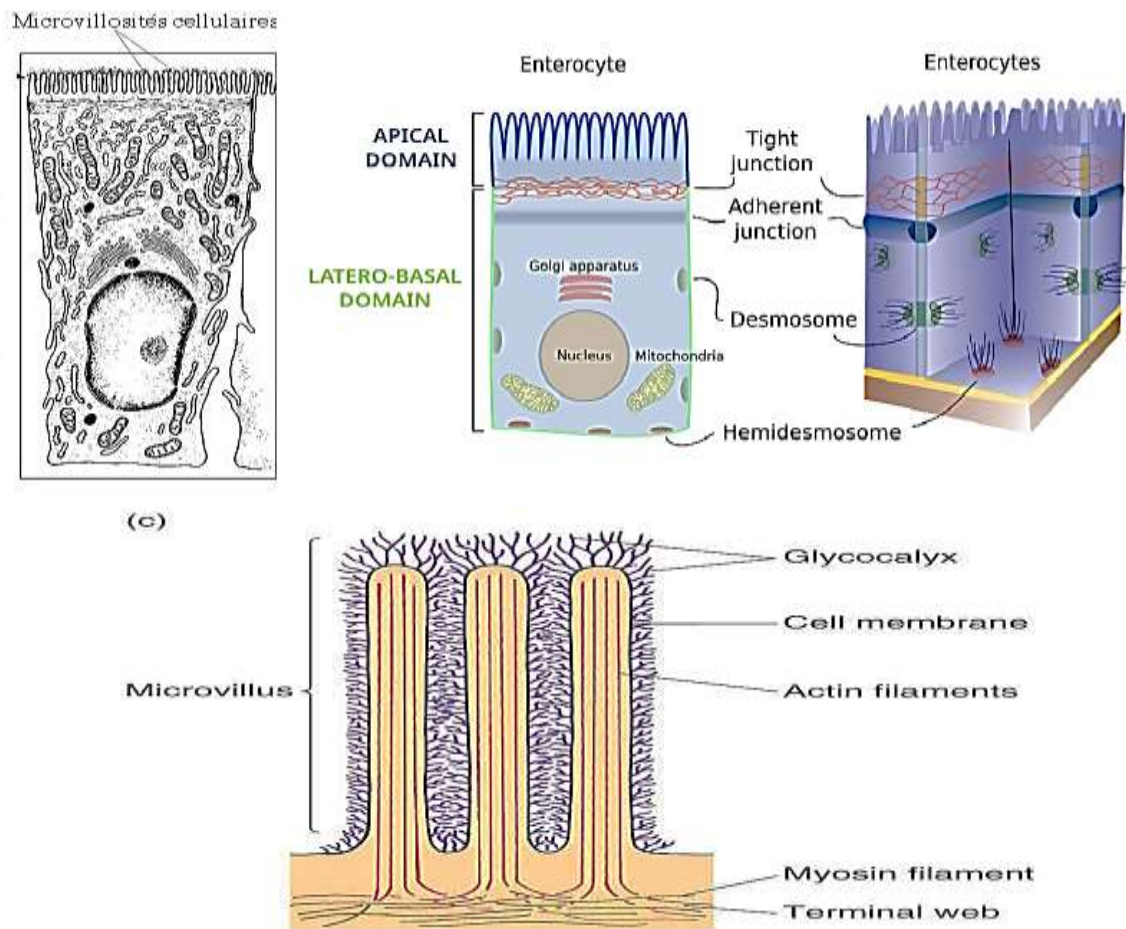 Microvillosités cellulaires
Enterocyte
Enterocytes
APICAL
DOMAIN
Tight
junction
Adherent
junction
LATERO-BASAL
DOMAIN
Golgi apparatus
Desmosome
Nucleus
Mitochondria
Hemidesmosome
(c)
Glycocalyx
Cell membrane
Microvillus
Actin filaments
Myosin filament
Terminal web